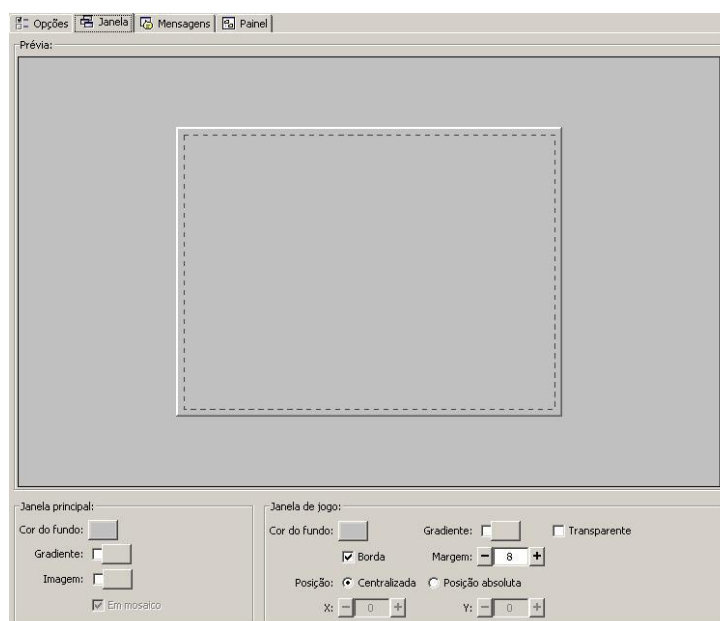 Opções Janela Mensagens Painel
Prévia:
Janela principal:
Cor do fundo:
Gradiente:
Imagem:
Em mosaico
Janela de jogo:
Cor do fundo: Gradiente: Transparente
Borda Margem: - 8 +
Posição: Centralizada Posição absoluta
X: - 0 + Y: - 0 +